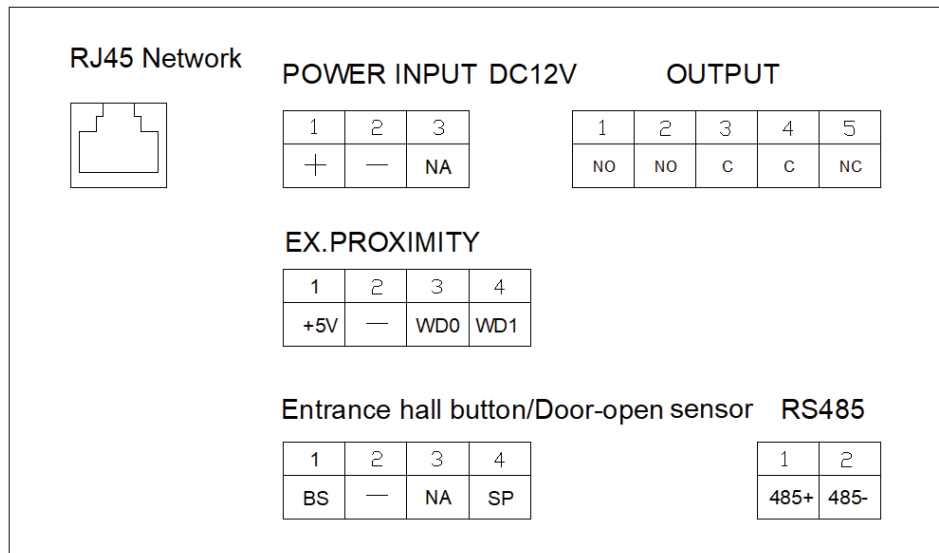 RJ45 Network
POWER INPUT DC12V
OUTPUT
1 2 3
+ — NA
1 2 3 4 5
NO NO C C NC
EX.PROXIMITY
1 2 3 4
+5V — WD0 WD1
Entrance hall button/Door-open sensor
RS485
1 2 3 4
BS — NA SP
1 2
485+ 485-